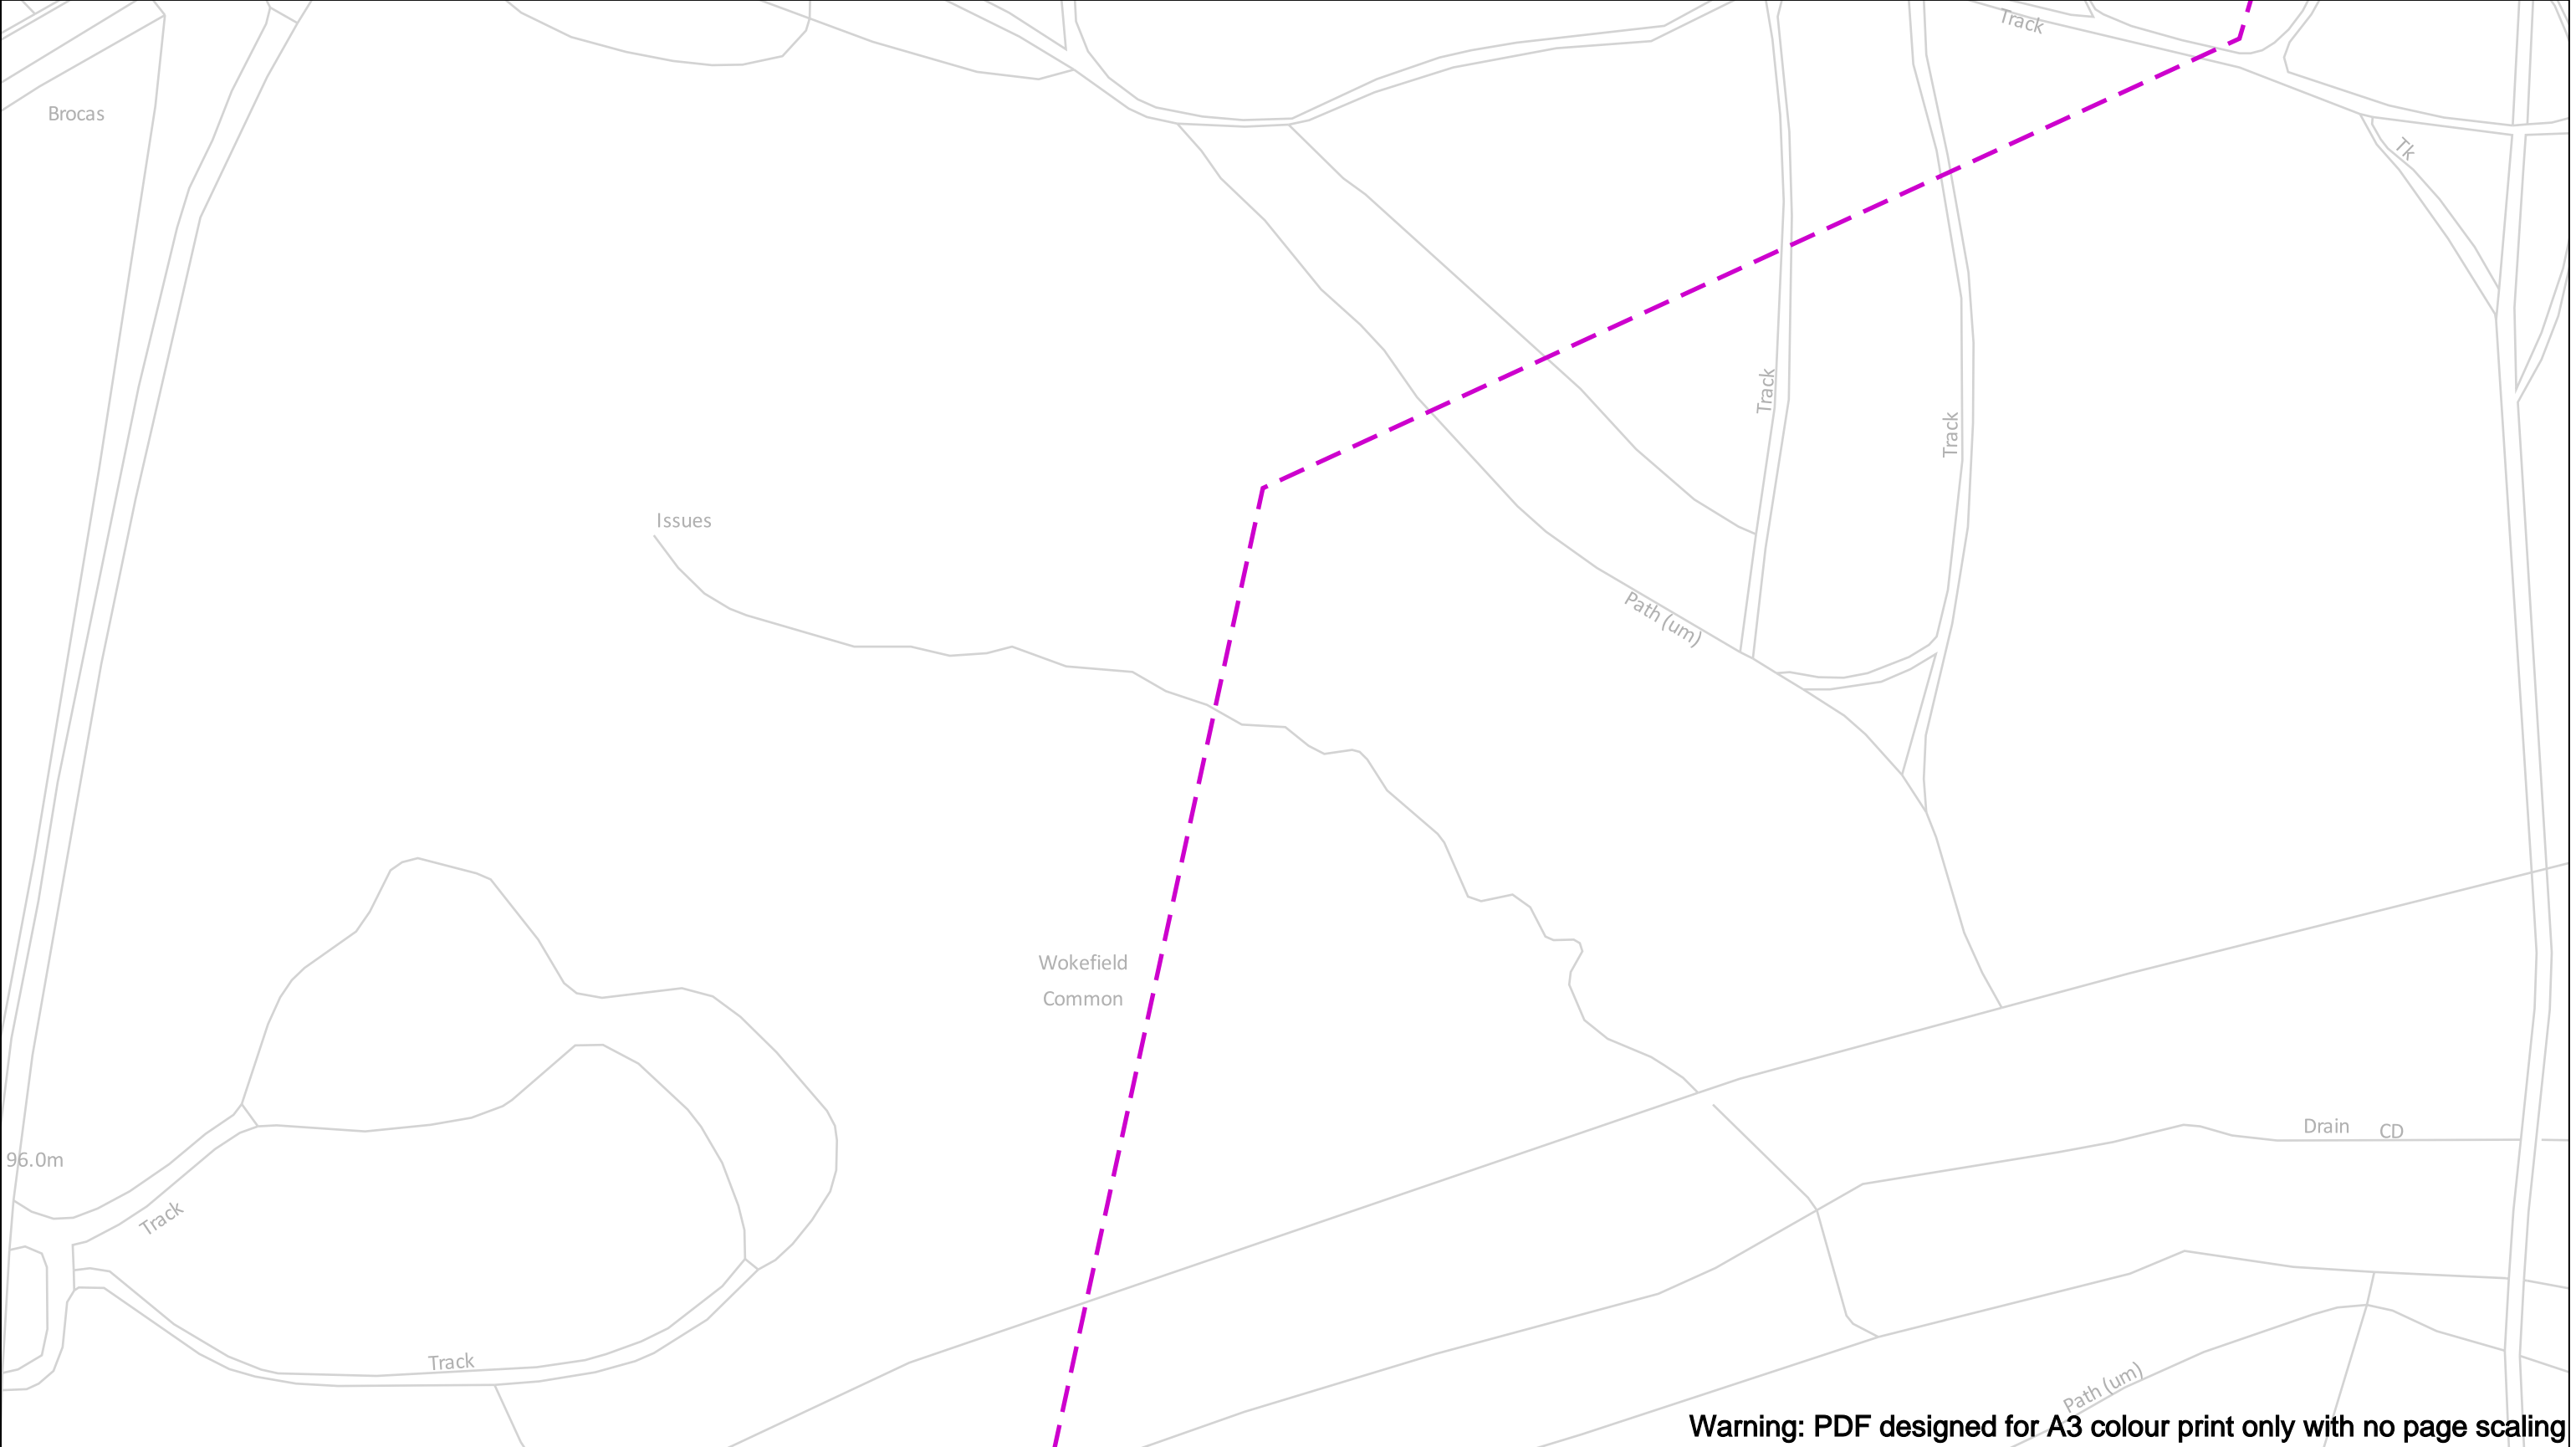 Track
Brocas
Tk
Track
Track
Issues
Path (um)
Wokefield
Common
Drain
CD
96.0m
Track
Track
Path (um)
Warning: PDF designed for A3 colour print only with no page scaling